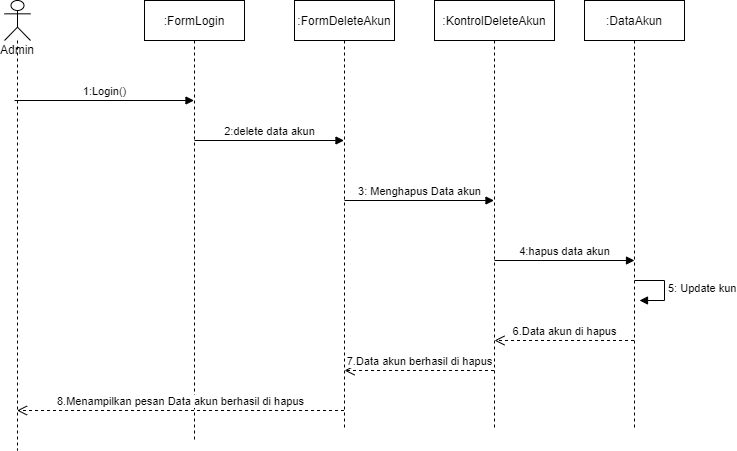 :FormLogin
:FormDeleteAkun
:KontrolDeleteAkun
:DataAkun
Admin
1:Login()
2:delete data akun
3: Menghapus Data akun
4:hapus data akun
5: Update kun
6.Data akun di hapus
7.Data akun berhasil di hapus
8.Menampilkan pesan Data akun berhasil di hapus